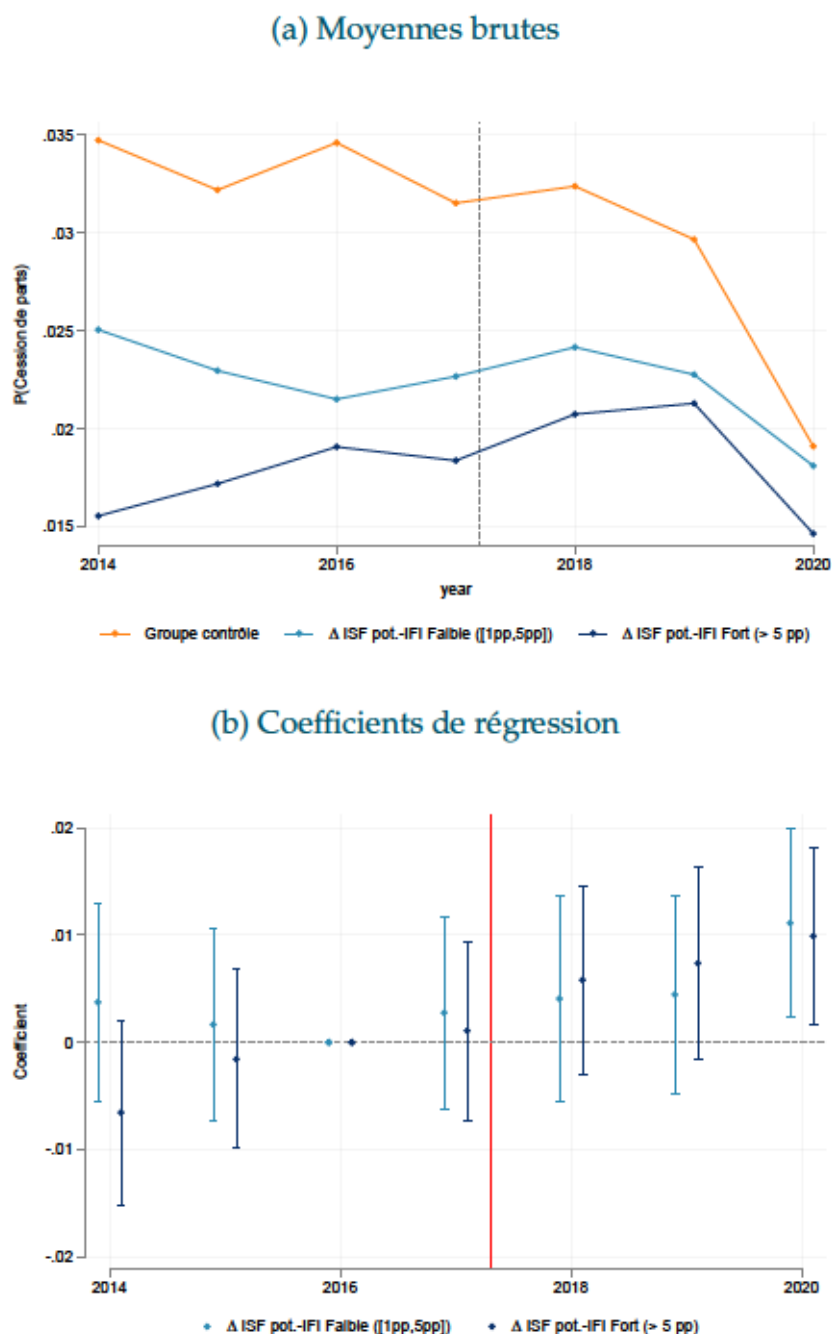 (a) Moyennes brutes
.035
.03
.025
.02
.015
P(Cession de parts)
2014 2016 2018 2020
year
Groupe contrôle Δ ISF pot.-IFI Faible ([1pp,5pp]) Δ ISF pot.-IFI Fort (> 5 pp)
(b) Coefficients de régression
.02
.01
0
-.01
-.02
Coefficient
2014 2016 2018 2020
Δ ISF pot.-IFI Faible ([1pp,5pp]) Δ ISF pot.-IFI Fort (> 5 pp)